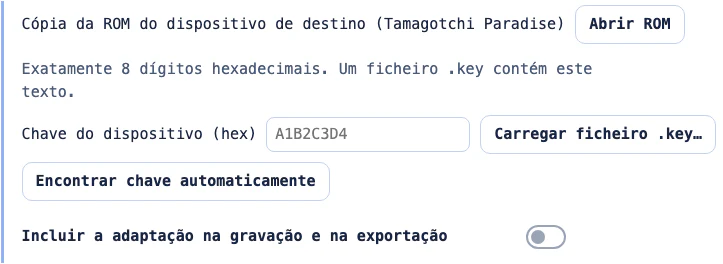 Cópia da ROM do dispositivo de destino (Tamagotchi Paradise) Abrir ROM
Exatamente 8 dígitos hexadecimais. Um ficheiro .key contém este
texto.
Chave do dispositivo (hex) A1B2C3D4 Carregar ficheiro .key…
Encontrar chave automaticamente
Incluir a adaptação na gravação e na exportação